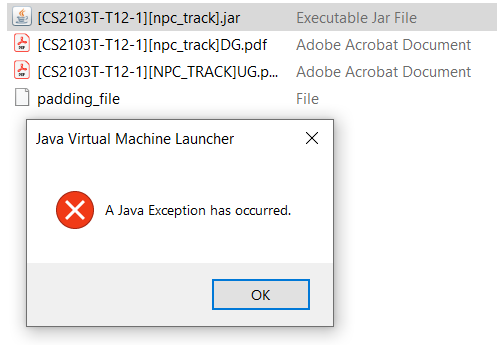 [CS2103T-T12-1][npc_track].jar Executable Jar File
[CS2103T-T12-1][npc_track]DG.pdf Adobe Acrobat Document
[CS2103T-T12-1][NPC_TRACK]UG.p... Adobe Acrobat Document
padding_file File
Java Virtual Machine Launcher
A Java Exception has occurred.
OK